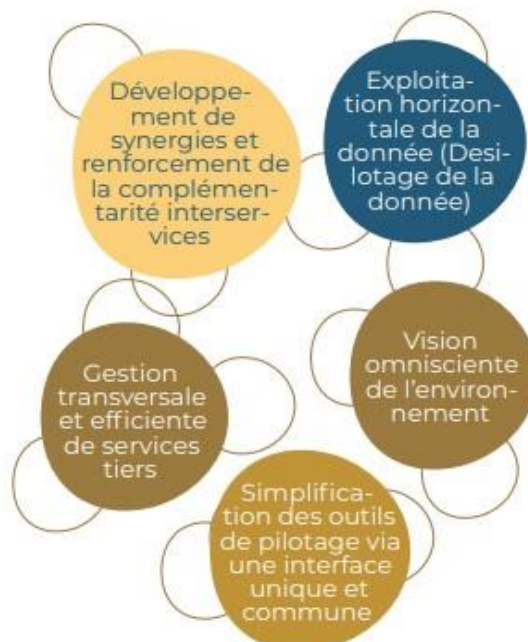 Développe-
ment de
synergies et
renforcement de
la complémen-
tarité interser-
vices
Exploita-
tion horizon-
tale de la
donnée (Desi-
lotage de la
donnée)
Gestion
transversale
et efficiente
de services
tiers
Vision
omnisciente
de l'environ-
nement
Simplifica-
tion des outils
de pilotage via
une interface
unique et
commune